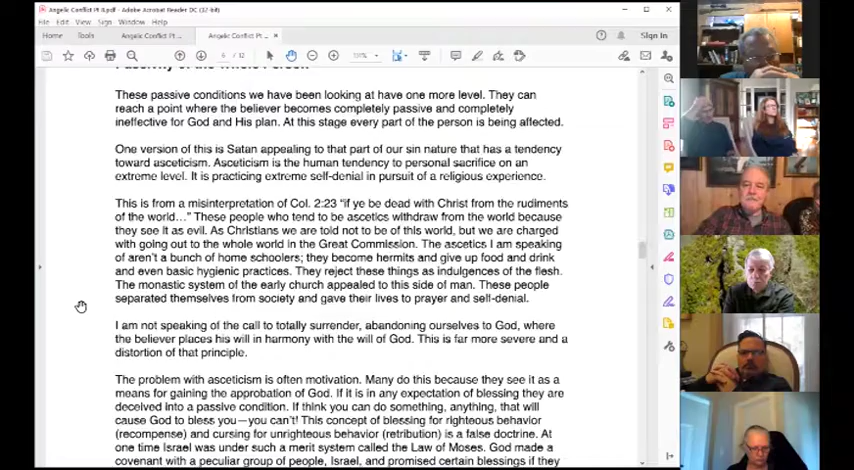 Angelic Conflict Pt 8.pdf - Adobe Acrobat Reader DC (32-bit)
File Edit View Sign Window Help
Home Tools Angelic Conflict Pt ... Angelic Conflict Pt ... × Sign In
6 / 12
Passivity of the Whole Person
These passive conditions we have been looking at have one more level. They can
reach a point where the believer becomes completely passive and completely
ineffective for God and His plan. At this stage every part of the person is being affected.
One version of this is Satan appealing to that part of our sin nature that has a tendency
toward asceticism. Asceticism is the human tendency to personal sacrifice on an
extreme level. It is practicing extreme self-denial in pursuit of a religious experience.
This is from a misinterpretation of Col. 2:23 “if ye be dead with Christ from the rudiments
of the world…” These people who tend to be ascetics withdraw from the world because
they see it as evil. As Christians we are told not to be of this world, but we are charged
with going out to the whole world in the Great Commission. The ascetics I am speaking
of aren’t a bunch of home schoolers; they become hermits and give up food and drink
and even basic hygienic practices. They reject these things as indulgences of the flesh.
The monastic system of the early church appealed to this side of man. These people
separated themselves from society and gave their lives to prayer and self-denial.
I am not speaking of the call to totally surrender, abandoning ourselves to God, where
the believer places his will in harmony with the will of God. This is far more severe and a
distortion of that principle.
The problem with asceticism is often motivation. Many do this because they see it as a
means for gaining the approbation of God. If it is in any expectation of blessing they are
deceived into a passive condition. If think you can do something, anything, that will
cause God to bless you—you can’t! This concept of blessing for righteous behavior
(recompense) and cursing for unrighteous behavior (retribution) is a false doctrine. At
one time Israel was under such a merit system called the Law of Moses. God made a
covenant with a peculiar group of people, Israel, and promised certain blessings if they